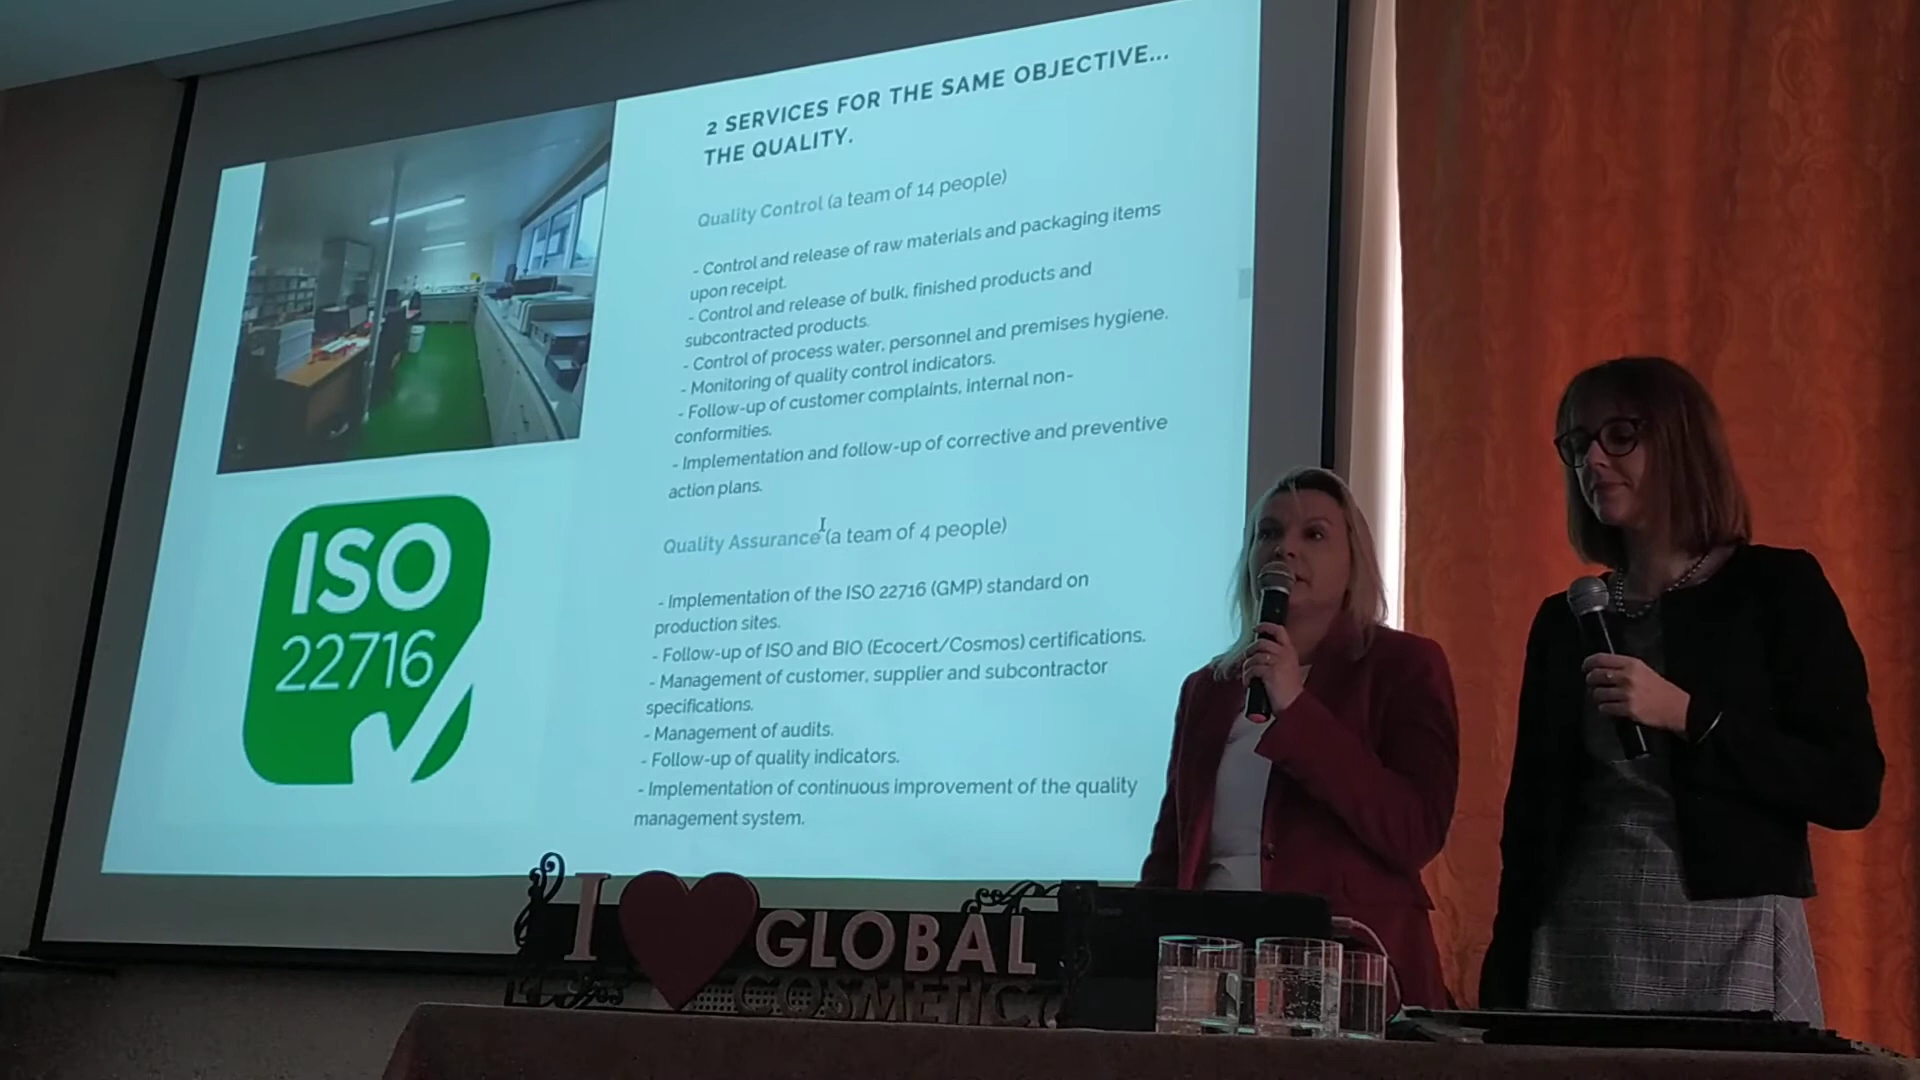 2 SERVICES FOR THE SAME OBJECTIVE...
THE QUALITY.
Quality Control (a team of 14 people)
- Control and release of raw materials and packaging items
upon receipt.
- Control and release of bulk, finished products and
subcontracted products.
- Control of process water, personnel and premises hygiene.
- Monitoring of quality control indicators.
- Follow-up of customer complaints, internal non-
conformities.
- Implementation and follow-up of corrective and preventive
action plans.
Quality Assurance (a team of 4 people)
- Implementation of the ISO 22716 (GMP) standard on
production sites.
- Follow-up of ISO and BIO (Ecocert/Cosmos) certifications.
- Management of customer, supplier and subcontractor
specifications.
- Management of audits.
- Follow-up of quality indicators.
- Implementation of continuous improvement of the quality
management system.
ISO
22716
I GLOBAL
COSMETICS